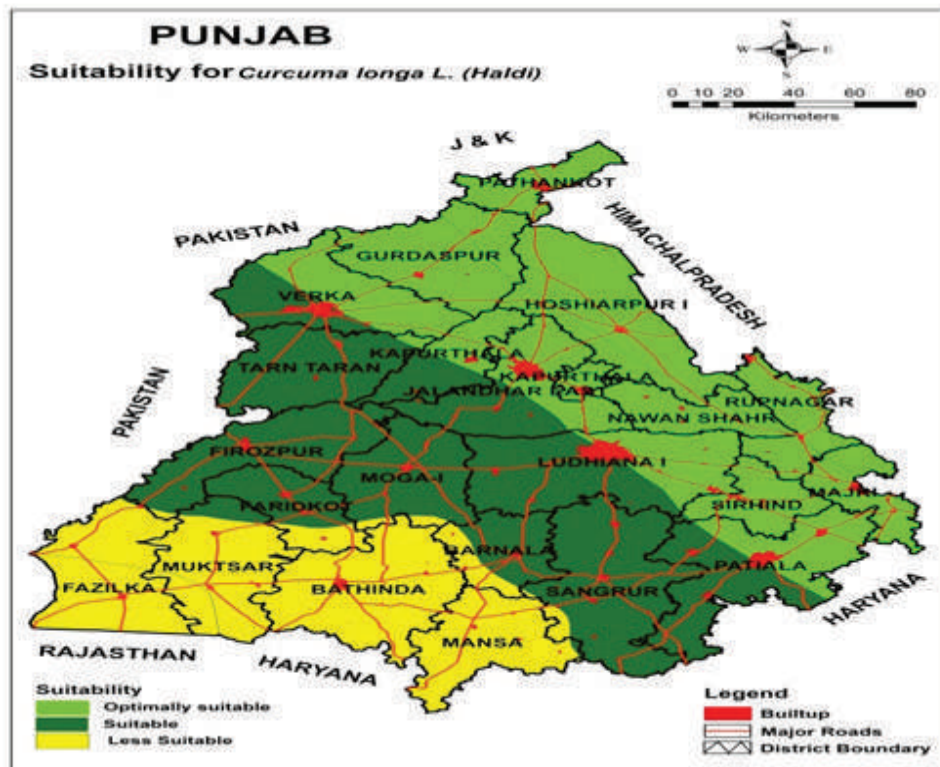 PUNJAB
Suitability for Curcuma longa L. (Haldi)
N
W E
S
0 10 20 40 60 80
Kilometers
J & K
PATHANKOT
PAKISTAN
HIMACHALPRADESH
GURDASPUR
VERKA
HOSHIARPUR I
KAPURTHALA
TARN TARAN
KAPURTHALA
JALANDHAR PART
RUPNAGAR
NAWAN SHAHR
PAKISTAN
FIROZPUR
LUDHIANA I
MOGA-I
MAJRI
SIRHIND
FARIDKOT
BARNALA
MUKTSAR
PATIALA
FAZILKA
BATHINDA
SANGRUR
HARYANA
MANSA
RAJASTHAN
HARYANA
Suitability
Optimally suitable
Suitable
Less Suitable
Legend
Builtup
Major Roads
District Boundary